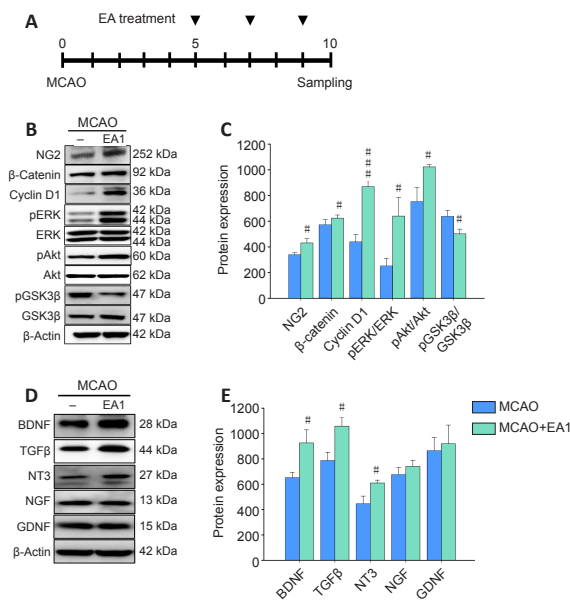 A
EA treatment
0 5 10
MCAO Sampling
B
MCAO
– EA1
NG2 252 kDa
β-Catenin 92 kDa
Cyclin D1 36 kDa
pERK 42 kDa
44 kDa
ERK 42 kDa
44 kDa
pAkt 60 kDa
Akt 62 kDa
pGSK3β 47 kDa
GSK3β 47 kDa
β-Actin 42 kDa
C
Protein expression
1200
1000
800
600
400
200
0
# # # # # # # #
NG2
β-catenin
Cyclin D1
pERK/ERK
pAkt/Akt
pGSK3β/
GSK3β
D
MCAO
– EA1
BDNF 28 kDa
TGFβ 44 kDa
NT3 27 kDa
NGF 13 kDa
GDNF 15 kDa
β-Actin 42 kDa
E
MCAO
MCAO+EA1
Protein expression
1200
1000
800
600
400
200
0
# # #
BDNF
TGFβ
NT3
NGF
GDNF